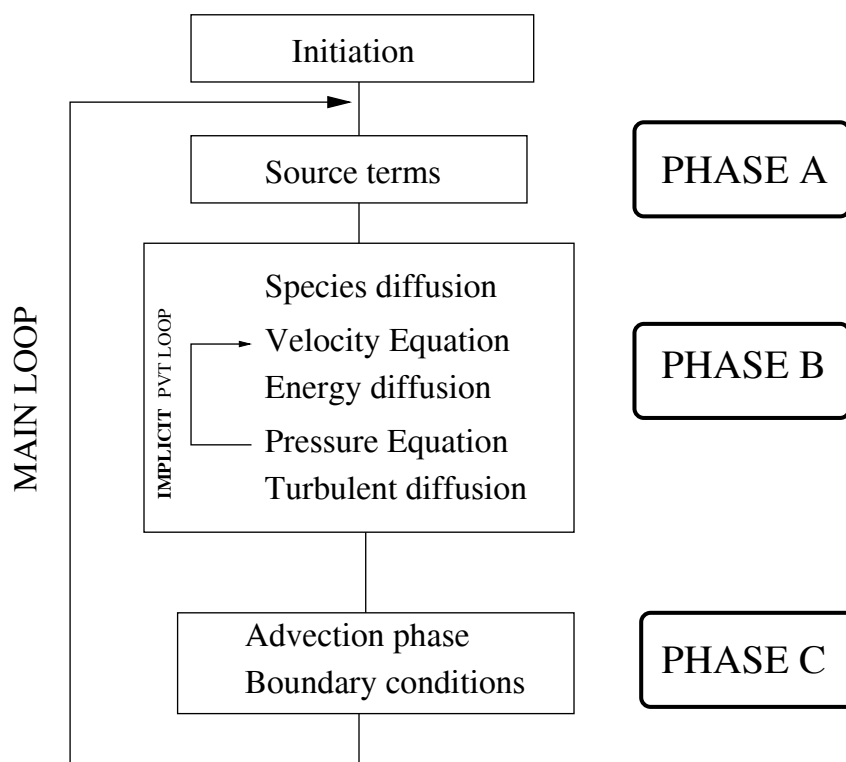 Initiation
Source terms
PHASE A
Species diffusion
Velocity Equation
Energy diffusion
Pressure Equation
Turbulent diffusion
IMPLICIT PVT LOOP
PHASE B
MAIN LOOP
Advection phase
Boundary conditions
PHASE C